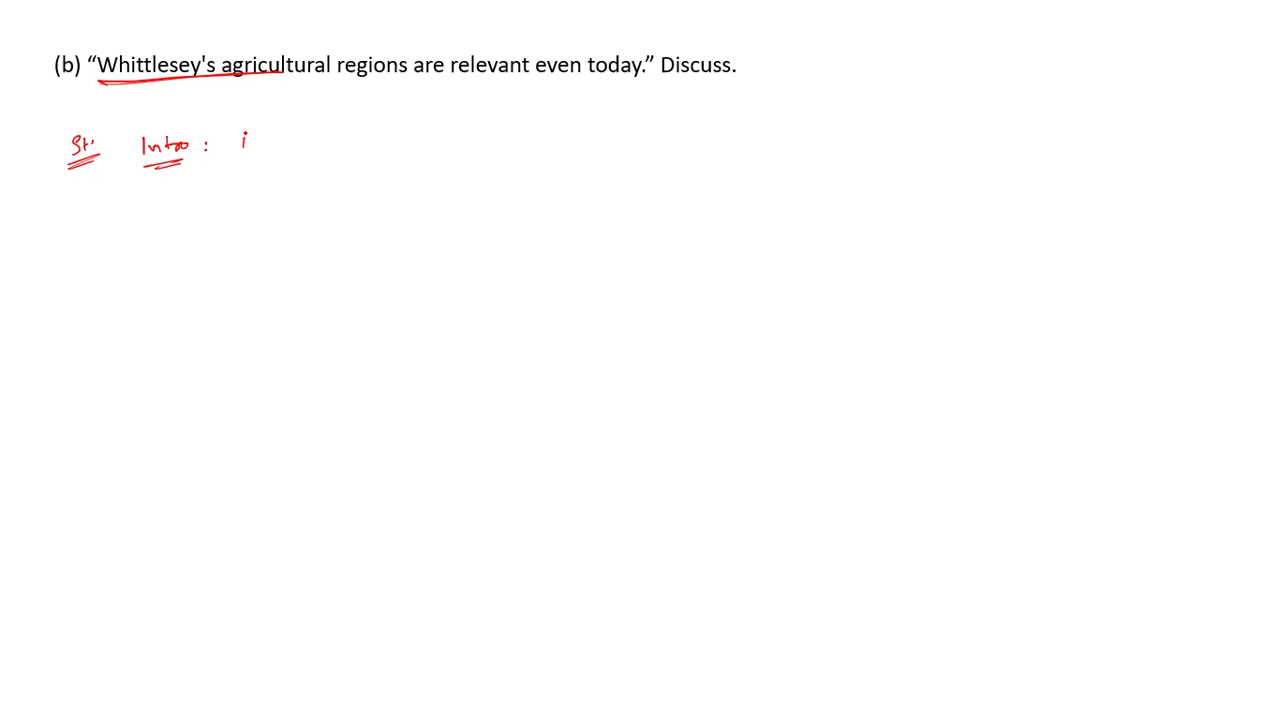 (b) “Whittlesey's agricultural regions are relevant even today.” Discuss.
St. Intro : i